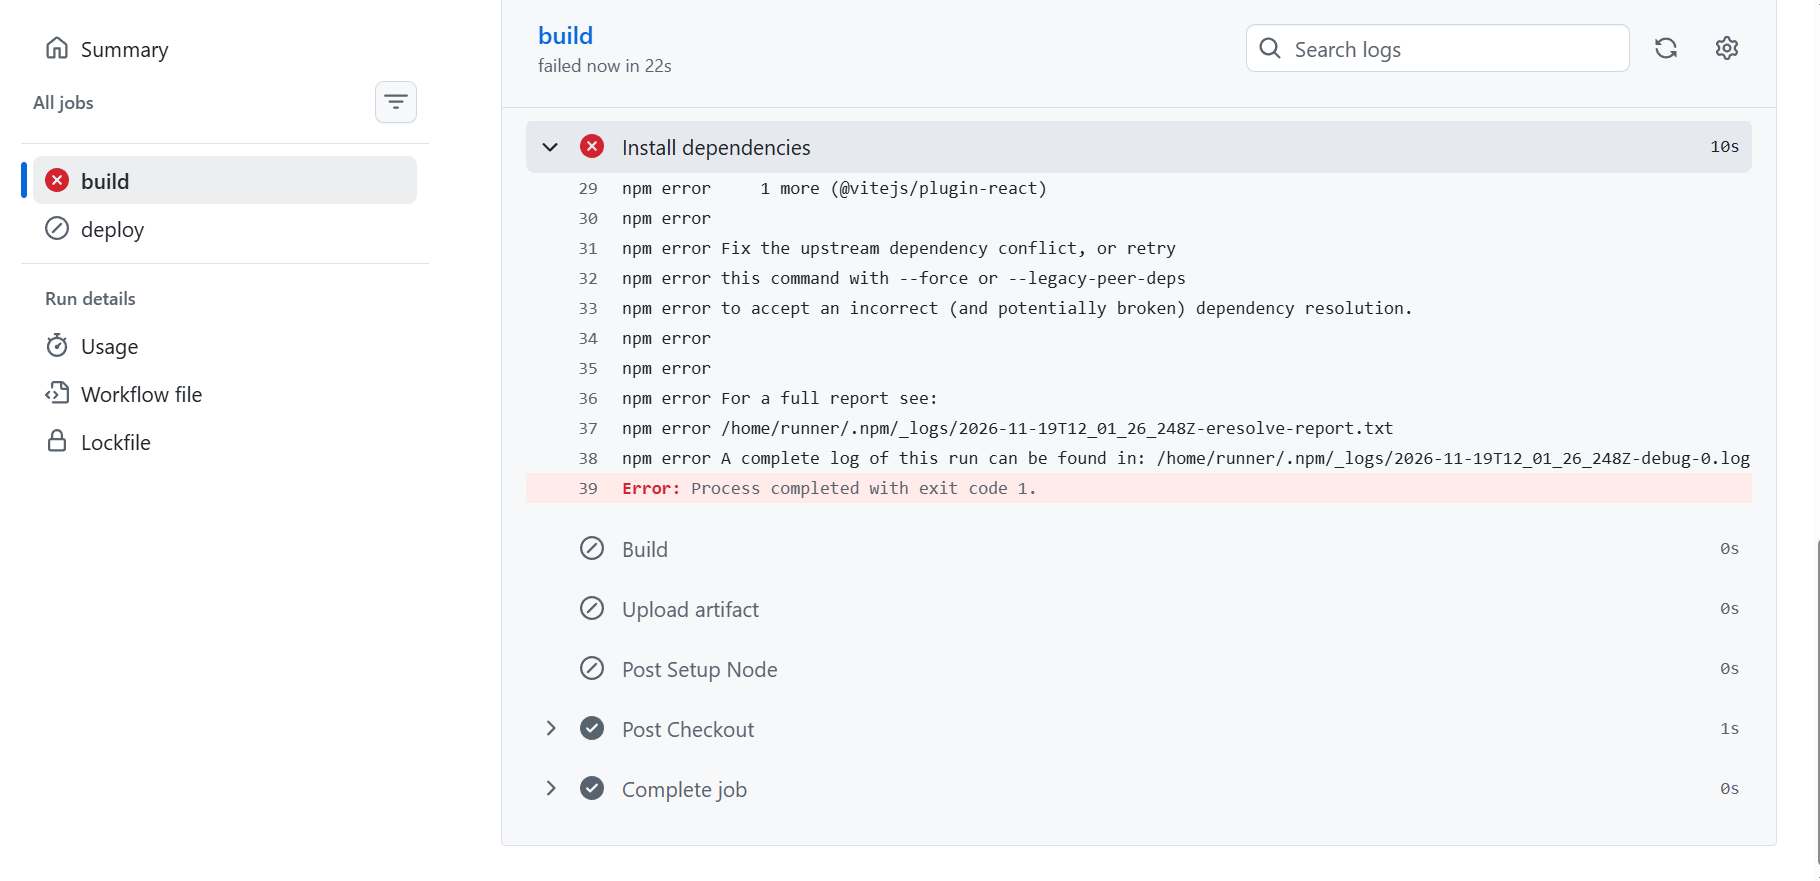 Summary
All jobs
build
deploy
Run details
Usage
Workflow file
Lockfile
build
failed now in 22s
Search logs
Install dependencies 10s
29 npm error     1 more (@vitejs/plugin-react)
30 npm error
31 npm error Fix the upstream dependency conflict, or retry
32 npm error this command with --force or --legacy-peer-deps
33 npm error to accept an incorrect (and potentially broken) dependency resolution.
34 npm error
35 npm error
36 npm error For a full report see:
37 npm error /home/runner/.npm/_logs/2026-11-19T12_01_26_248Z-eresolve-report.txt
38 npm error A complete log of this run can be found in: /home/runner/.npm/_logs/2026-11-19T12_01_26_248Z-debug-0.log
39 Error: Process completed with exit code 1.
Build 0s
Upload artifact 0s
Post Setup Node 0s
Post Checkout 1s
Complete job 0s